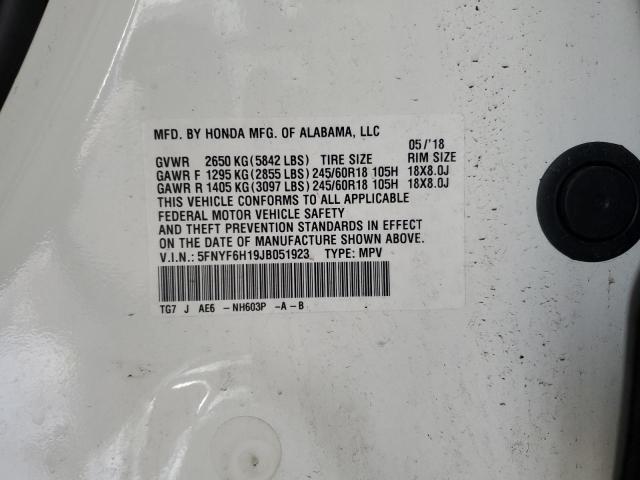 MFD. BY HONDA MFG. OF ALABAMA, LLC 05/'18
GVWR 2650 KG (5842 LBS) TIRE SIZE RIM SIZE
GAWR F 1295 KG (2855 LBS) 245/60R18 105H 18X8.0J
GAWR R 1405 KG (3097 LBS) 245/60R18 105H 18X8.0J
THIS VEHICLE CONFORMS TO ALL APPLICABLE
FEDERAL MOTOR VEHICLE SAFETY
AND THEFT PREVENTION STANDARDS IN EFFECT
ON THE DATE OF MANUFACTURE SHOWN ABOVE.
V.I.N.: 5FNYF6H19JB051923 TYPE: MPV
TG7 J AE6 -NH603P -A-B